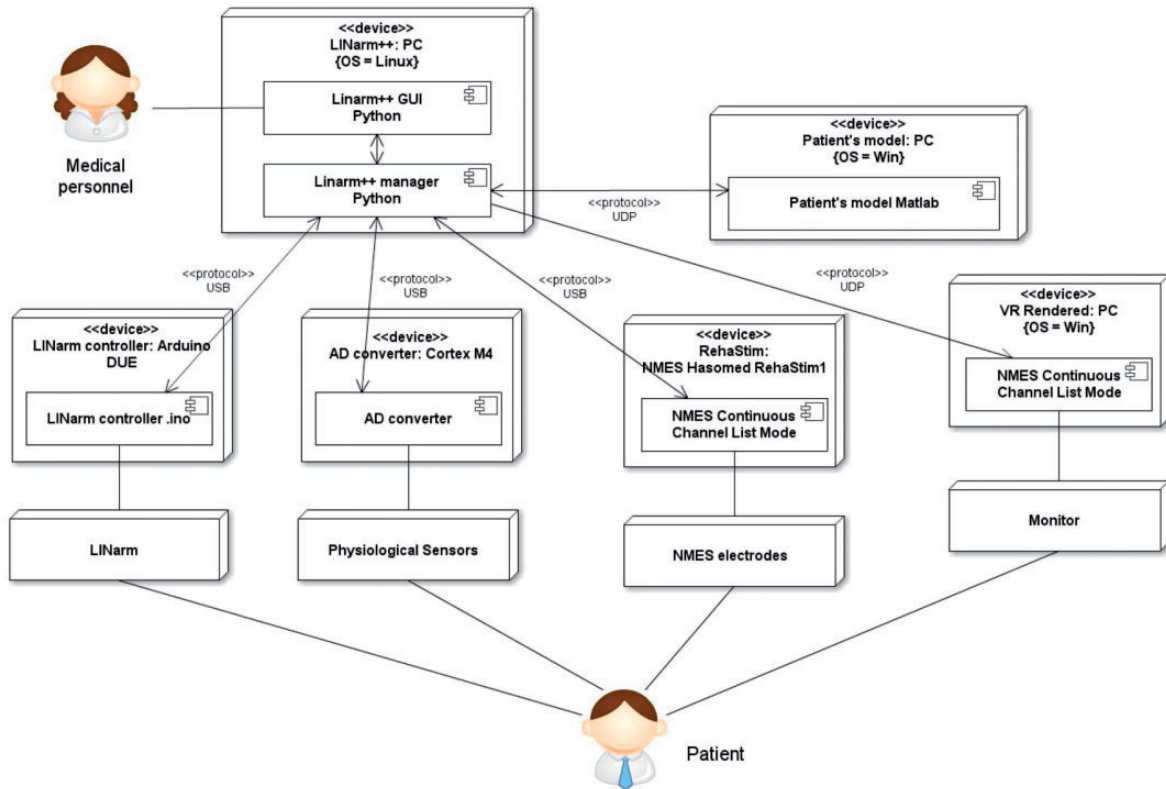 <<device>>
LINarm++: PC
{OS = Linux}
Linarm++ GUI
Python
Linarm++ manager
Python
Medical
personnel
<<device>>
Patient's model: PC
{OS = Win}
Patient's model Matlab
<<protocol>>
UDP
<<protocol>>
USB
<<protocol>>
USB
<<protocol>>
USB
<<protocol>>
UDP
<<device>>
LINarm controller: Arduino
DUE
LINarm controller .ino
<<device>>
AD converter: Cortex M4
AD converter
<<device>>
RehaStim:
NMES Hasomed RehaStim1
NMES Continuous
Channel List Mode
<<device>>
VR Rendered: PC
{OS = Win}
NMES Continuous
Channel List Mode
LINarm
Physiological Sensors
NMES electrodes
Monitor
Patient